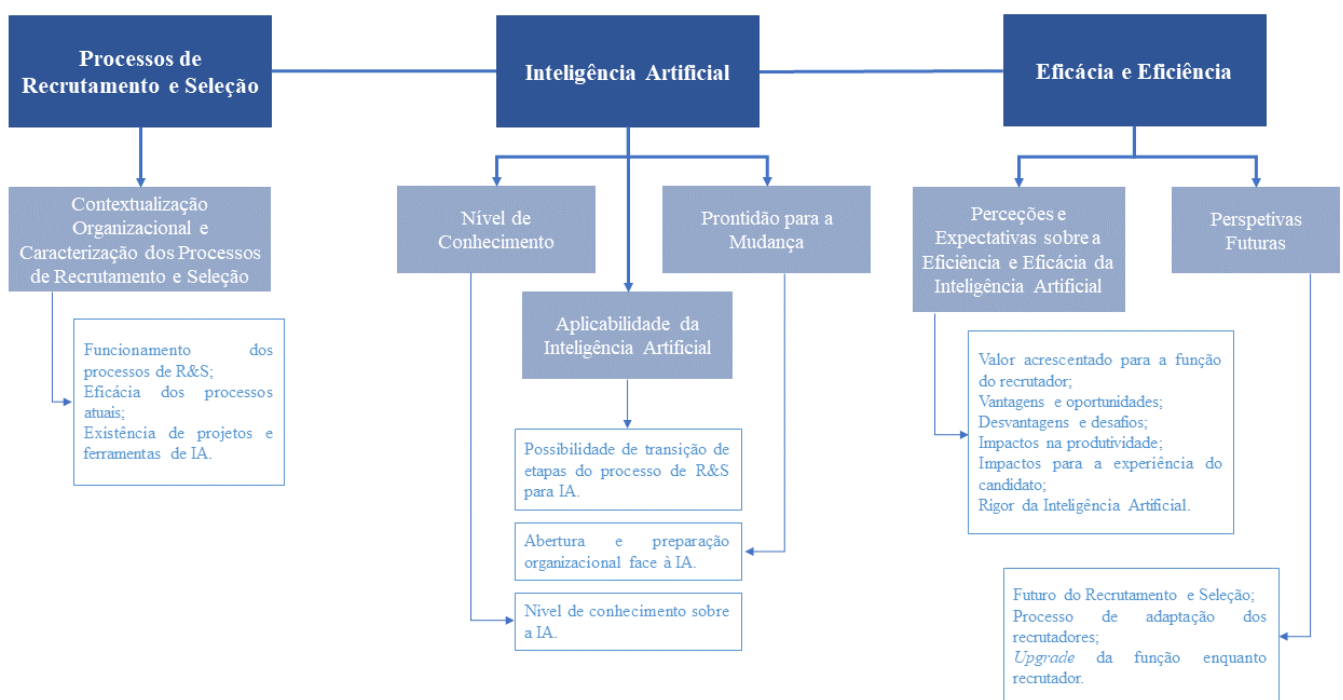 Processos de
Recrutamento e Seleção
Inteligência Artificial
Eficácia e Eficiência
Contextualização
Organizacional e
Caracterização dos Processos
de Recrutamento e Seleção
Nível de
Conhecimento
Prontidão para a
Mudança
Perceções e
Expectativas sobre a
Eficiência e Eficácia da
Inteligência Artificial
Perspetivas
Futuras
Aplicabilidade da
Inteligência Artificial
Funcionamento dos
processos de R&S;
Eficácia dos processos
atuais;
Existência de projetos e
ferramentas de IA.
Possibilidade de transição de
etapas do processo de R&S
para IA.
Abertura e preparação
organizacional face à IA.
Nivel de conhecimento sobre
a IA.
Valor acrescentado para a função
do recrutador;
Vantagens e oportunidades;
Desvantagens e desafios;
Impactos na produtividade;
Impactos para a experiência do
candidato;
Rigor da Inteligência Artificial.
Futuro do Recrutamento e Seleção;
Processo de adaptação dos
recrutadores;
Upgrade da função enquanto
recrutador.